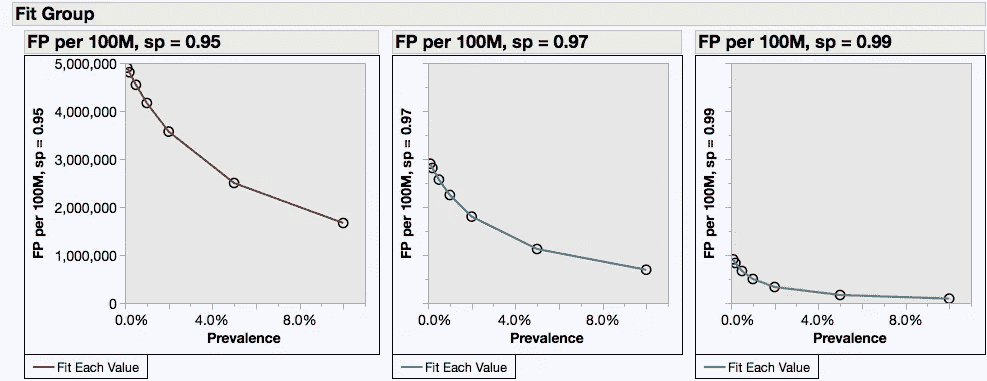 Fit Group
FP per 100M, sp = 0.95
FP per 100M, sp = 0.95
5,000,000
4,000,000
3,000,000
2,000,000
1,000,000
0
0.0% 4.0% 8.0%
Prevalence
Fit Each Value
FP per 100M, sp = 0.97
FP per 100M, sp = 0.97
0.0% 4.0% 8.0%
Prevalence
Fit Each Value
FP per 100M, sp = 0.99
FP per 100M, sp = 0.99
0.0% 4.0% 8.0%
Prevalence
Fit Each Value